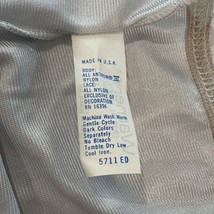 MADE IN U.S.A.
BODY:
ALL ANTRON III
NYLON
LACE:
ALL NYLON
EXCLUSIVE OF
DECORATION
RN 16356
Machine Wash Warm
Gentle Cycle
Dark Colors
Separately
No Bleach
Tumble Dry Low
Cool Iron.
5711 ED